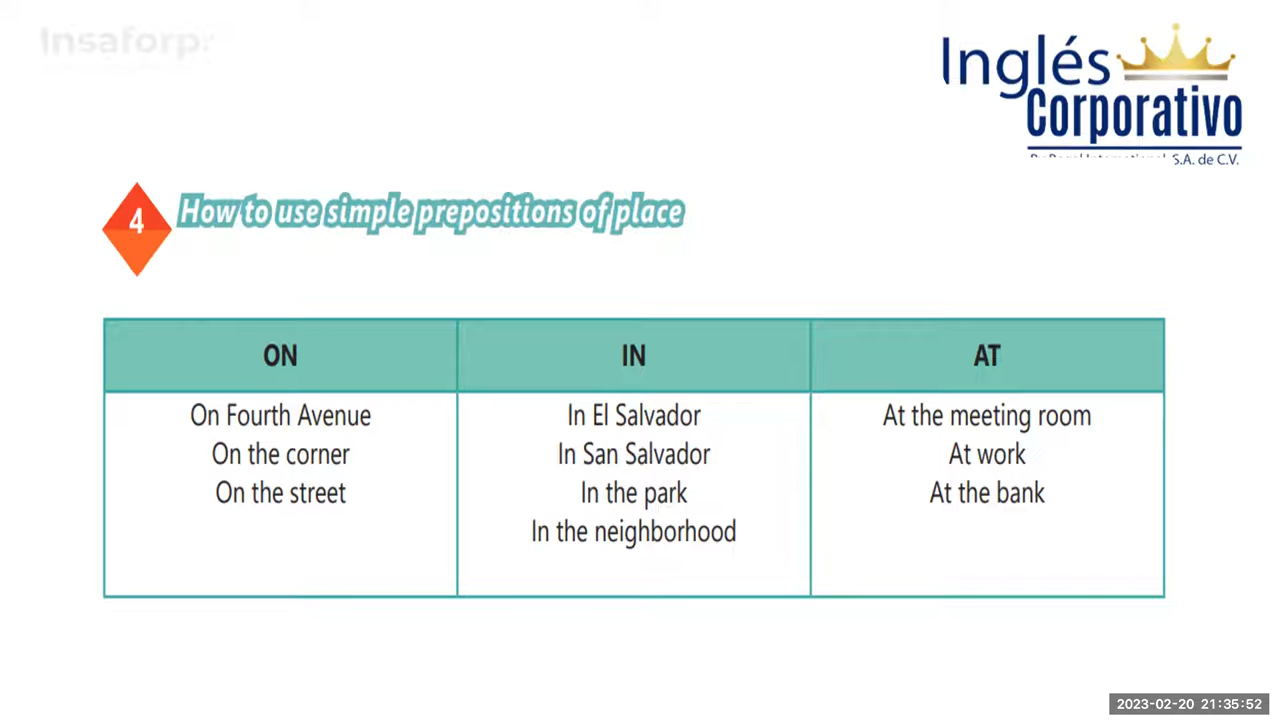 Insaforp
Inglés
Corporativo
S.A. de C.V.
4
How to use simple prepositions of place
ON
IN
AT
On Fourth Avenue
On the corner
On the street
In El Salvador
In San Salvador
In the park
In the neighborhood
At the meeting room
At work
At the bank
2023-02-20 21:35:52